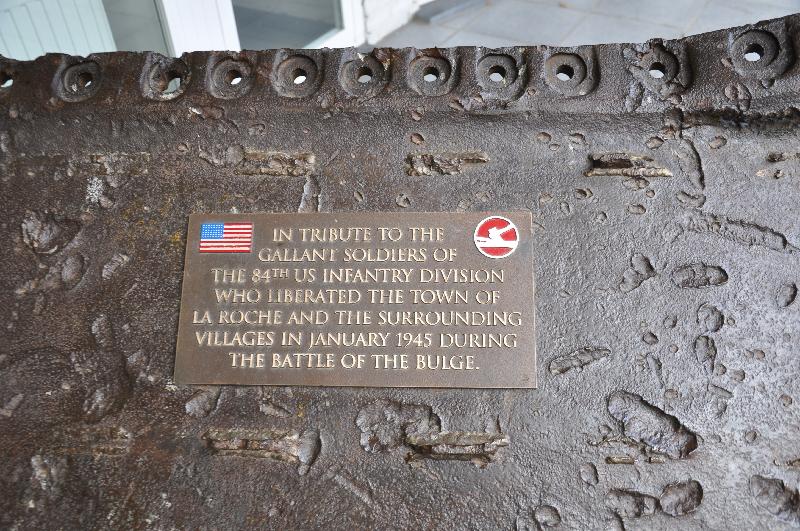 IN TRIBUTE TO THE
GALLANT SOLDIERS OF
THE 84TH US INFANTRY DIVISION
WHO LIBERATED THE TOWN OF
LA ROCHE AND THE SURROUNDING
VILLAGES IN JANUARY 1945 DURING
THE BATTLE OF THE BULGE.